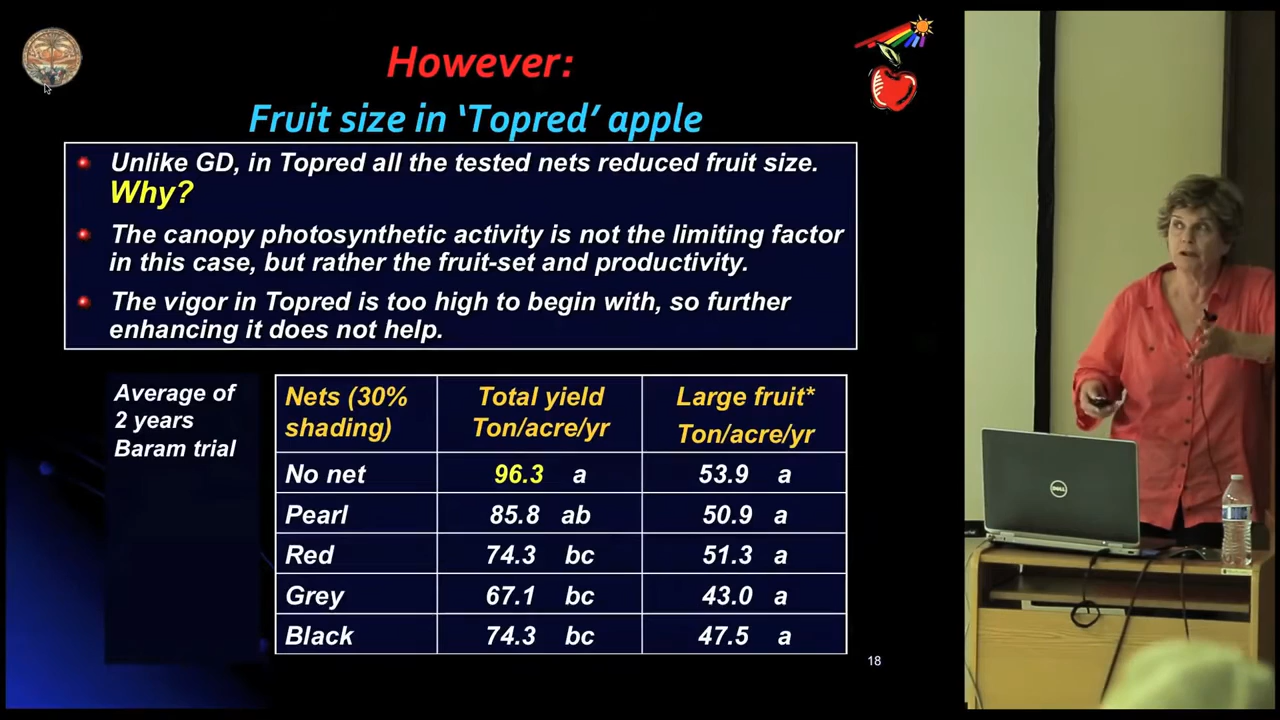 However:
Fruit size in ‘Topred’ apple
Unlike GD, in Topred all the tested nets reduced fruit size.
Why?
The canopy photosynthetic activity is not the limiting factor
in this case, but rather the fruit-set and productivity.
The vigor in Topred is too high to begin with, so further
enhancing it does not help.
Average of
2 years
Baram trial
Nets (30% shading) Total yield Ton/acre/yr Large fruit* Ton/acre/yr
No net 96.3 a 53.9 a
Pearl 85.8 ab 50.9 a
Red 74.3 bc 51.3 a
Grey 67.1 bc 43.0 a
Black 74.3 bc 47.5 a
18
DELL